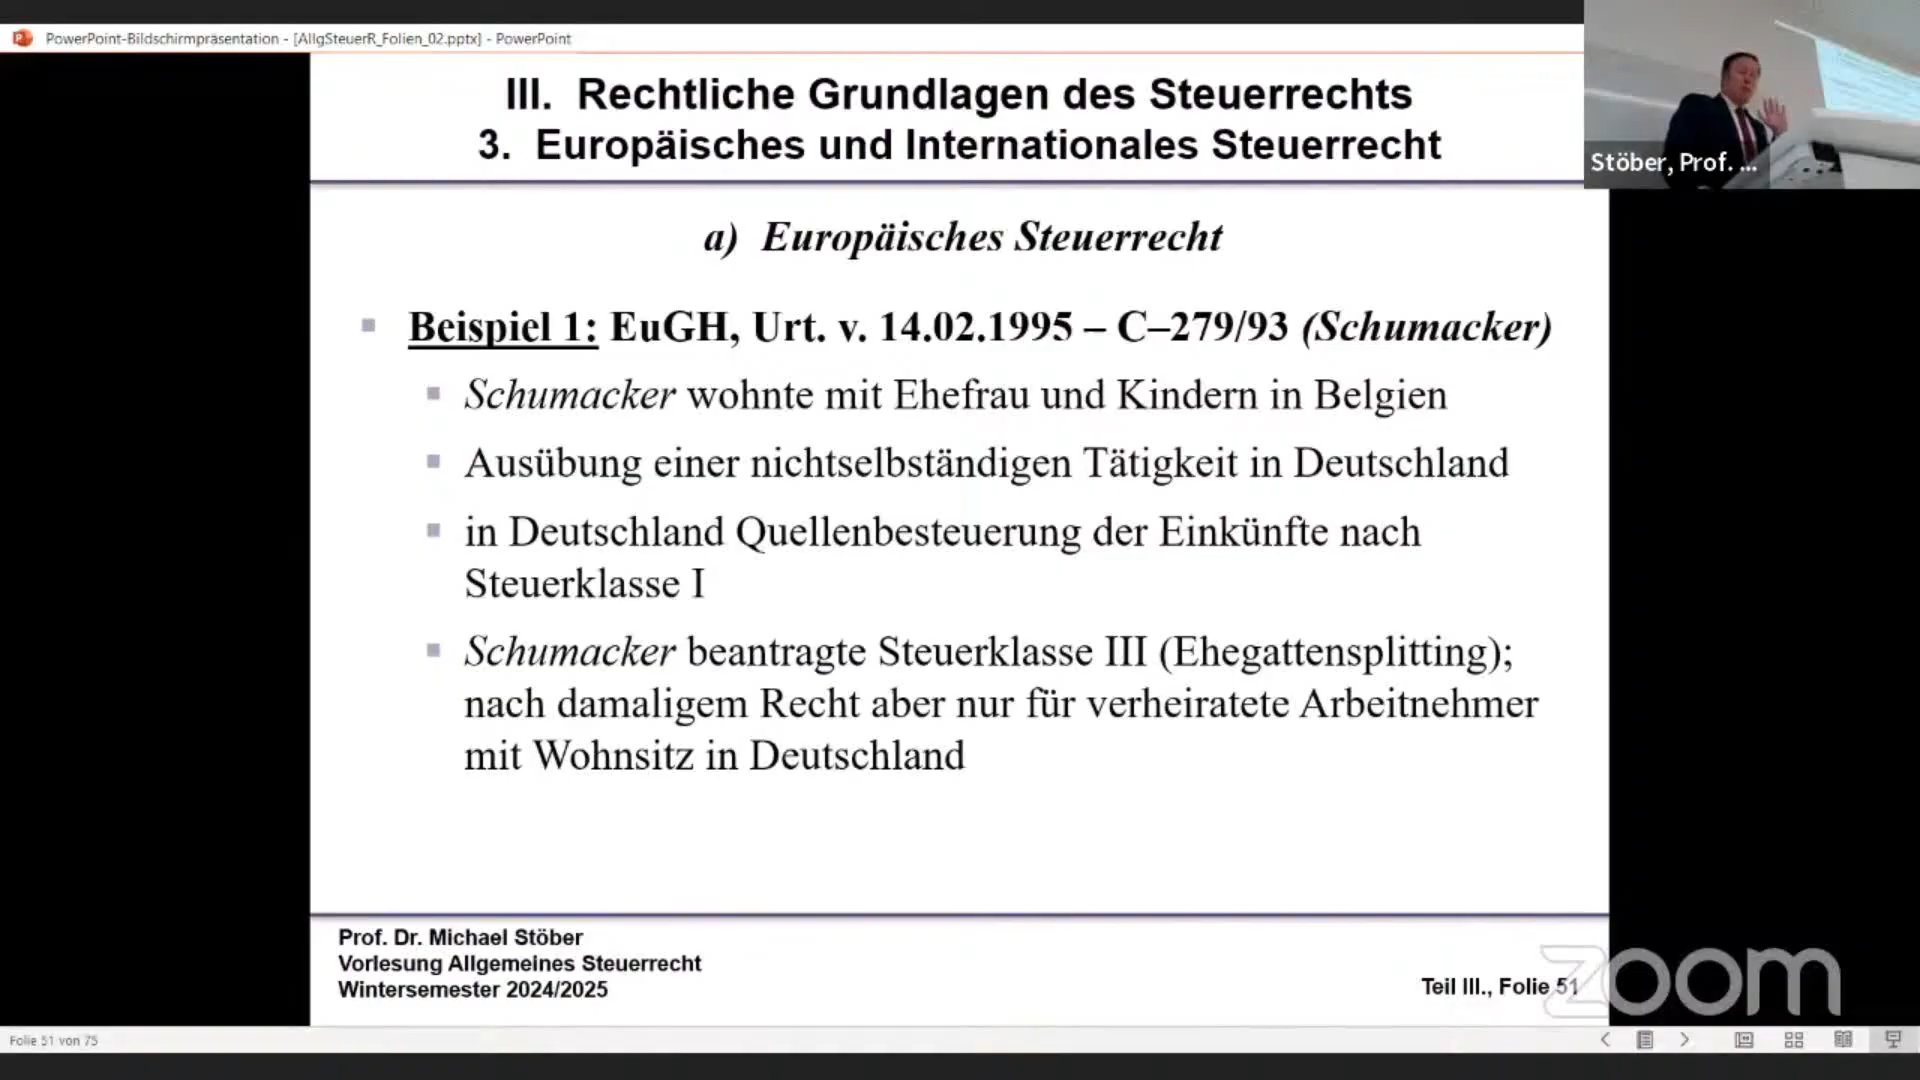 PowerPoint-Bildschirmpräsentation - [AllgSteuerR_Folien_02.pptx] - PowerPoint
III. Rechtliche Grundlagen des Steuerrechts
3. Europäisches und Internationales Steuerrecht
Stöber, Prof. ...
a) Europäisches Steuerrecht
Beispiel 1: EuGH, Urt. v. 14.02.1995 – C–279/93 (Schumacker)
Schumacker wohnte mit Ehefrau und Kindern in Belgien
Ausübung einer nichtselbständigen Tätigkeit in Deutschland
in Deutschland Quellenbesteuerung der Einkünfte nach
Steuerklasse I
Schumacker beantragte Steuerklasse III (Ehegattensplitting);
nach damaligem Recht aber nur für verheiratete Arbeitnehmer
mit Wohnsitz in Deutschland
Prof. Dr. Michael Stöber
Vorlesung Allgemeines Steuerrecht
Wintersemester 2024/2025
Teil III., Folie 51
zoom
Folie 51 von 75